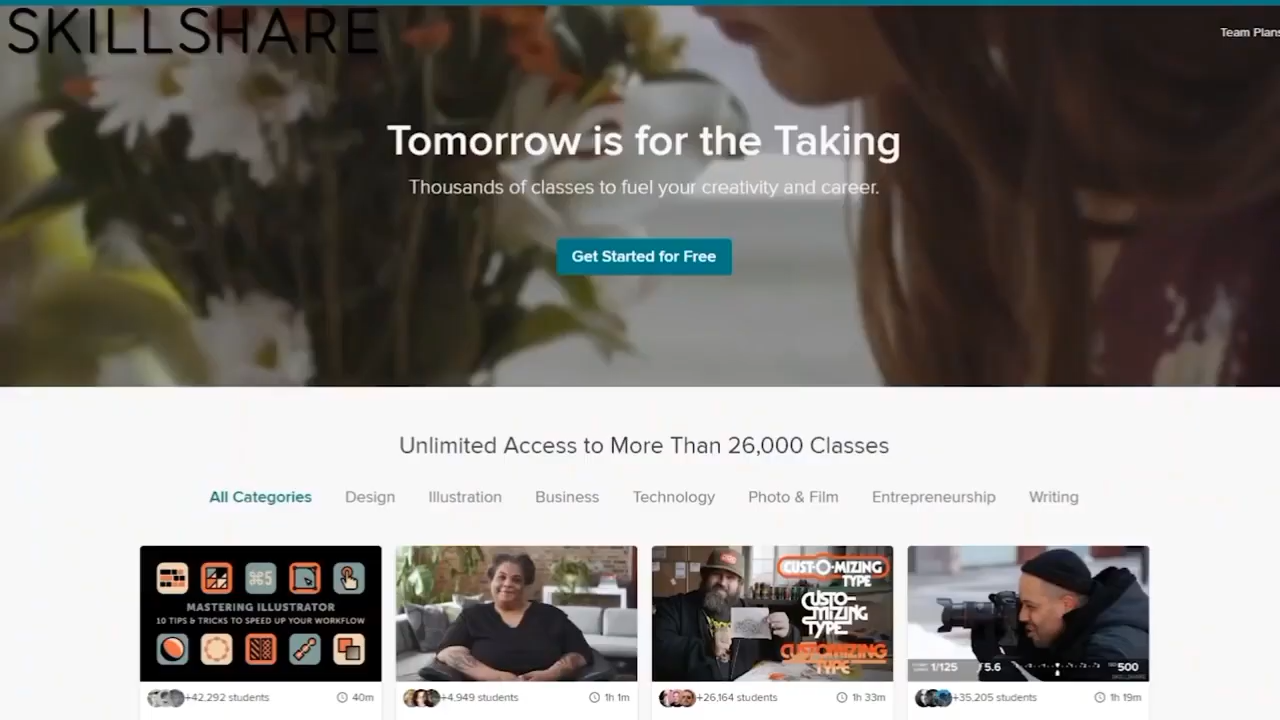 SKILLSHARE
Team Plans
Tomorrow is for the Taking
Thousands of classes to fuel your creativity and career.
Get Started for Free
Unlimited Access to More Than 26,000 Classes
All Categories Design Illustration Business Technology Photo & Film Entrepreneurship Writing
⌘5
MASTERING ILLUSTRATOR
10 TIPS & TRICKS TO SPEED UP YOUR WORKFLOW
CUST-O-MIZING
TYPE
CUSTO-
MIZING
TYPE
CUSTOMIZING
TYPE
1/125 / 5.6 500
SKILLSHARE
+42,292 students 40m
+4,949 students 1h 1m
+26,164 students 1h 33m
+35,205 students 1h 19m